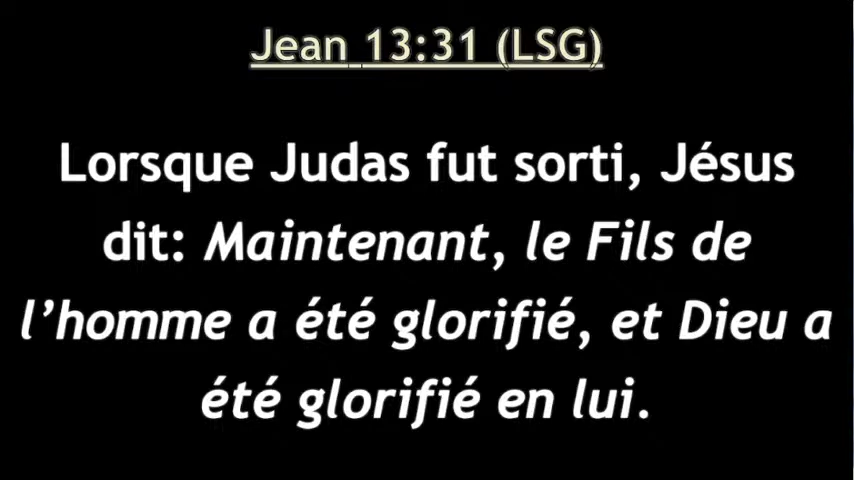 Jean 13:31 (LSG)
Lorsque Judas fut sorti, Jésus
dit: Maintenant, le Fils de
l’homme a été glorifié, et Dieu a
été glorifié en lui.